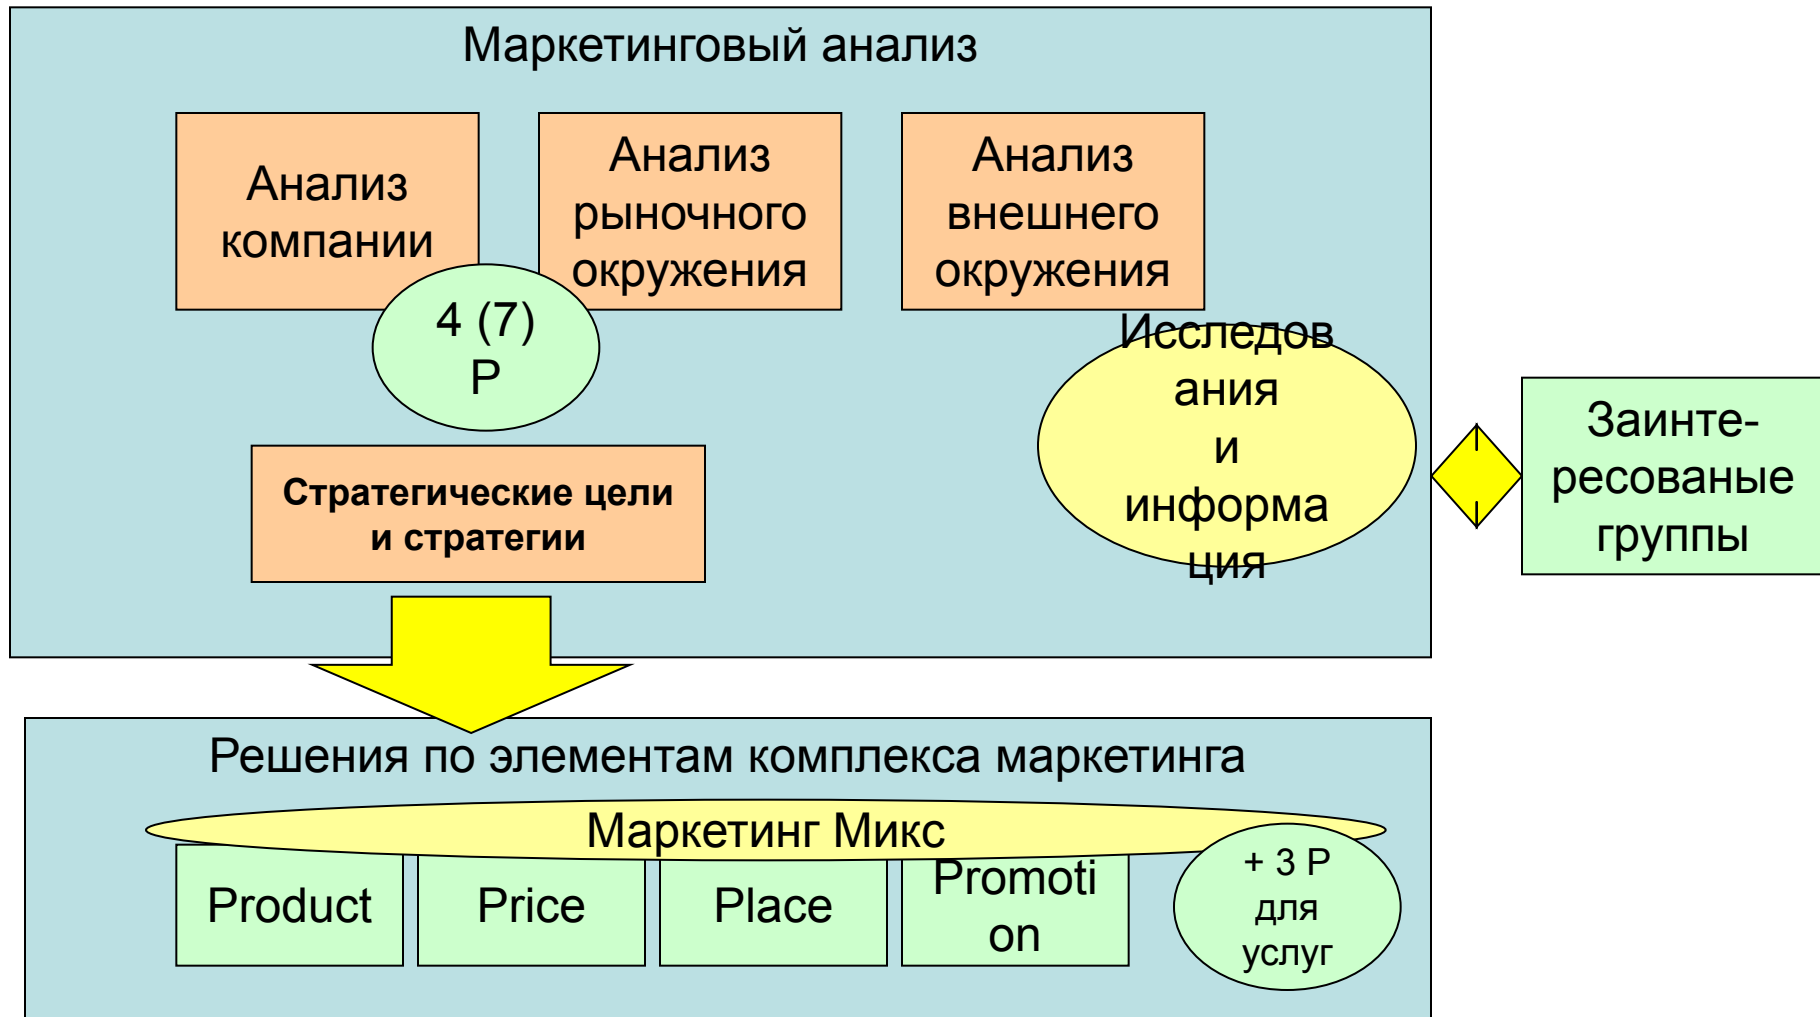 Маркетинговый анализ
Анализ
компании
Анализ
рыночного
окружения
Анализ
внешнего
окружения
4 (7)
P
Исследов
ания
и
информа
ция
Заинте-
ресованые
группы
Стратегические цели
и стратегии
Решения по элементам комплекса маркетинга
Маркетинг Микс
Product
Price
Place
Promoti
on
+ 3 P
для
услуг